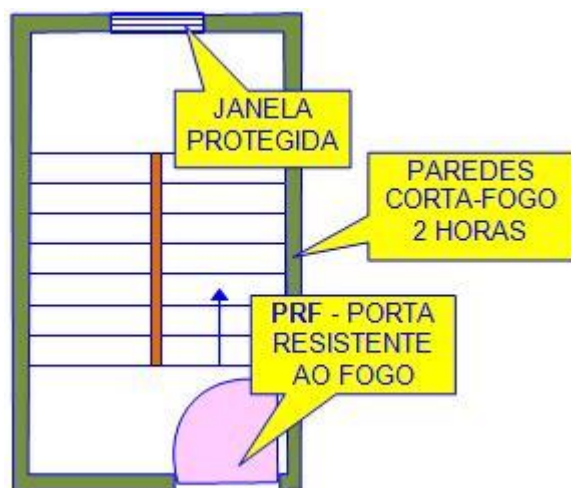 JANELA
PROTEGIDA
PAREDES
CORTA-FOGO
2 HORAS
PRF - PORTA
RESISTENTE
AO FOGO